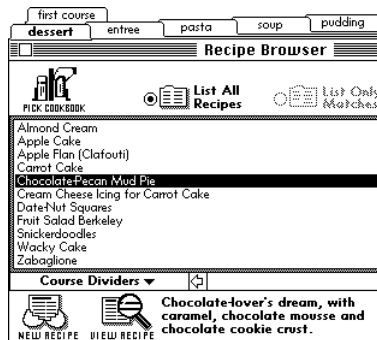 first course
dessert entree pasta soup pudding
Recipe Browser
PICK COOKBOOK
List All
Recipes
List Only
Matches
Almond Cream
Apple Cake
Apple Flan (Clafouti)
Carrot Cake
Chocolate-Pecan Mud Pie
Cream Cheese Icing for Carrot Cake
Date-Nut Squares
Fruit Salad Berkeley
Snickerdoodles
Wacky Cake
Zabaglione
Course Dividers
Chocolate-lover's dream, with
caramel, chocolate mousse and
chocolate cookie crust.
NEW RECIPE VIEW RECIPE